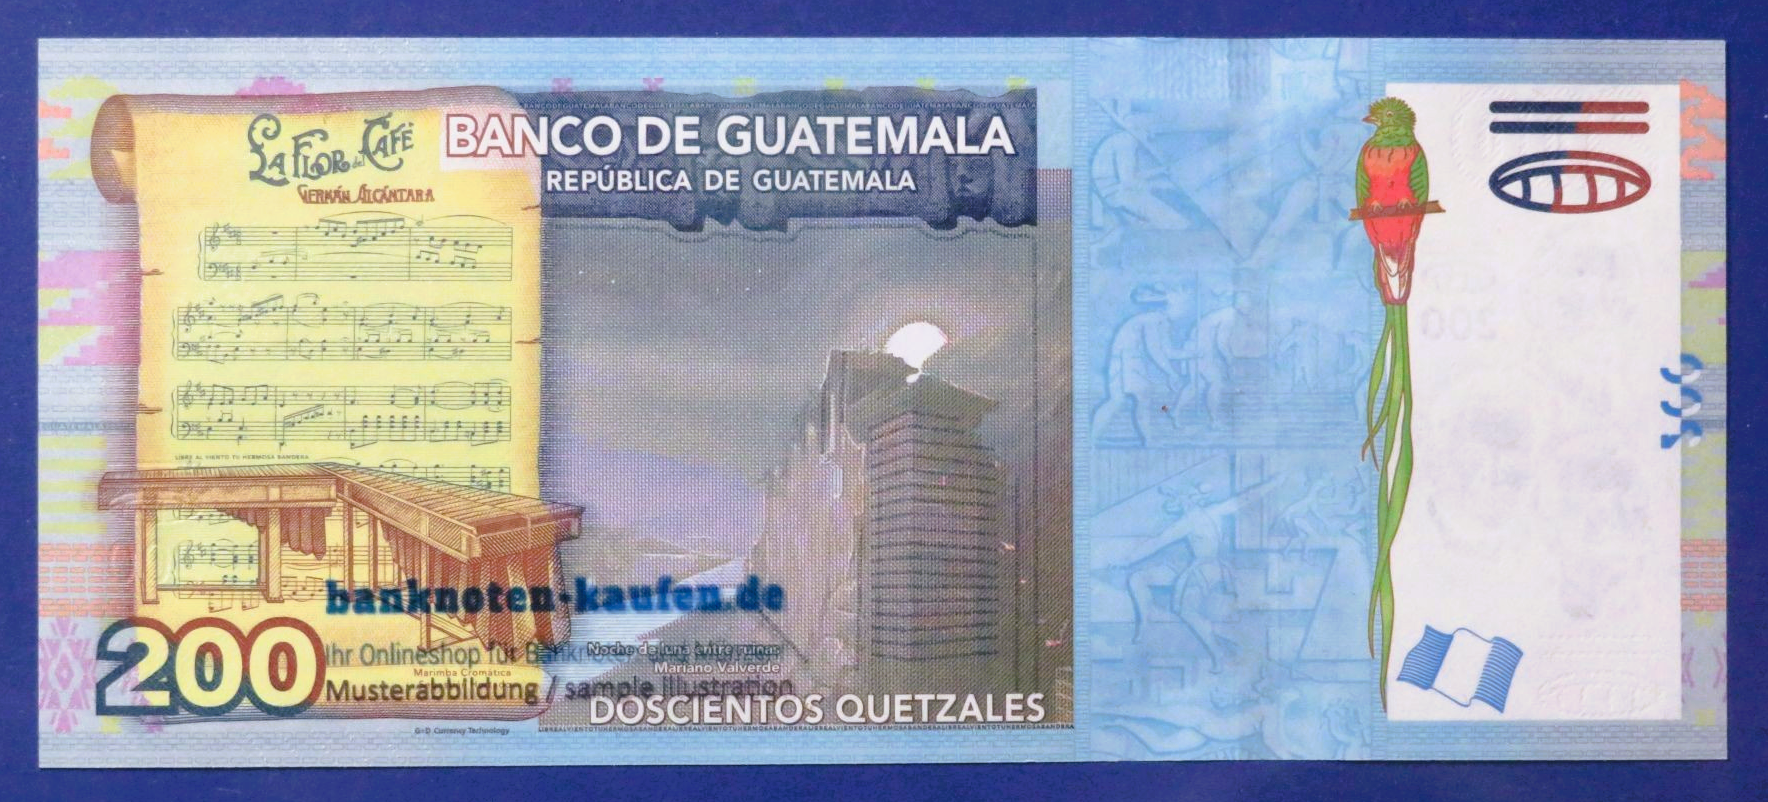 La Flor del Café
Germán Alcántara
BANCO DE GUATEMALA
REPÚBLICA DE GUATEMALA
LIBRE AL VIENTO TU HERMOSA BANDERA
200
banknoten-kaufen.de
Ihr Onlineshop für
Noche de luna entre ruinas
Mariano Valverde
Marimba Cromática
Musterabbildung / sample illustration
DOSCIENTOS QUETZALES
G+D Currency Technology